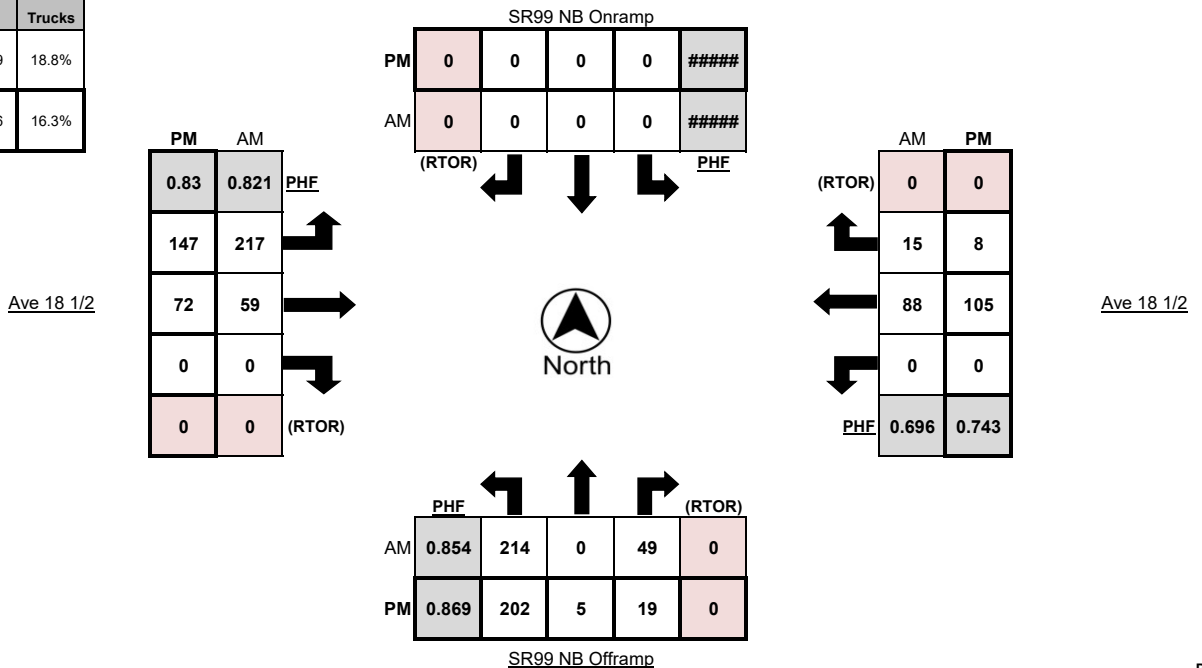 Trucks
9 18.8%
6 16.3%
SR99 NB Onramp
PM 0 0 0 0 #####
AM 0 0 0 0 #####
(RTOR) PHF
PM AM
0.83 0.821 PHF
147 217
72 59
0 0
0 0 (RTOR)
Ave 18 1/2
North
AM PM
(RTOR) 0 0
15 8
88 105
0 0
PHF 0.696 0.743
Ave 18 1/2
PHF (RTOR)
AM 0.854 214 0 49 0
PM 0.869 202 5 19 0
SR99 NB Offramp